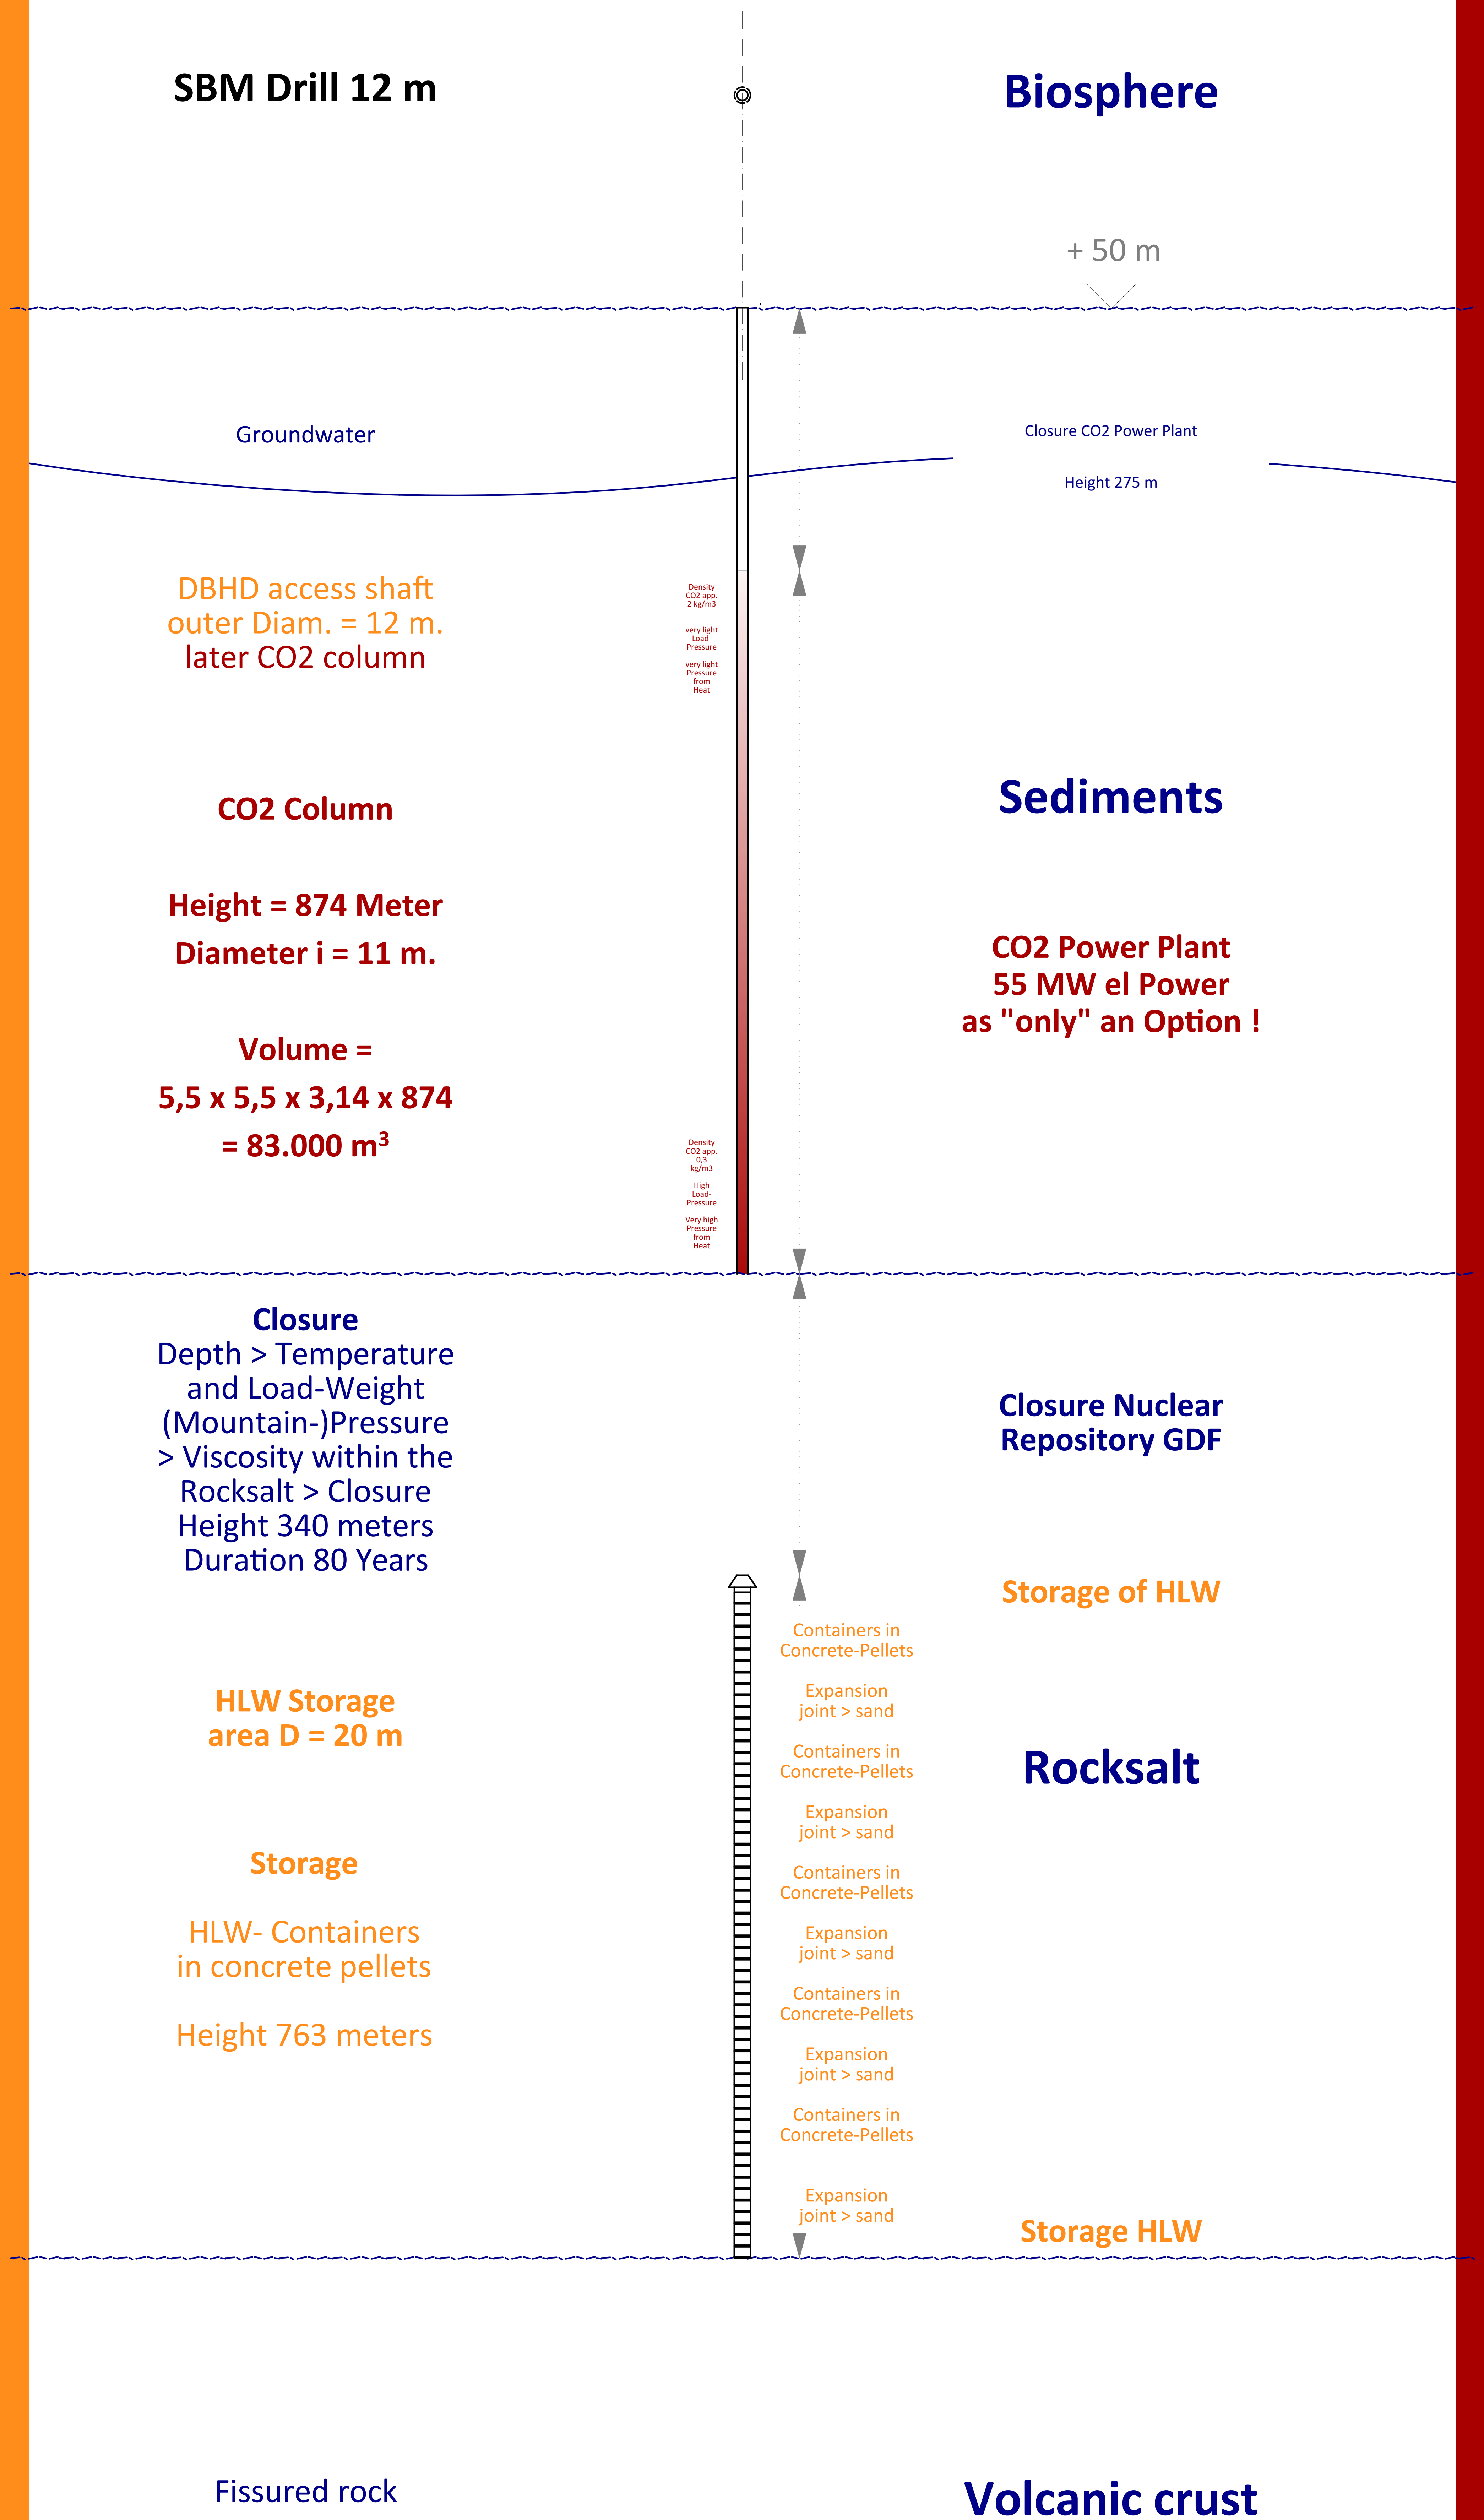 SBM Drill 12 m
Biosphere
+ 50 m
Groundwater
Closure CO2 Power Plant
Height 275 m
DBHD access shaft
outer Diam. = 12 m.
later CO2 column
Density
CO2 app.
2 kg/m3
very light
Load-
Pressure
very light
Pressure
from
Heat
CO2 Column
Height = 874 Meter
Diameter i = 11 m.
Volume =
5,5 x 5,5 x 3,14 x 874
= 83.000 m³
Sediments
CO2 Power Plant
55 MW el Power
as "only" an Option !
Density
CO2 app.
0,3
kg/m3
High
Load-
Pressure
Very high
Pressure
from
Heat
Closure
Depth > Temperature
and Load-Weight
(Mountain-)Pressure
> Viscosity within the
Rocksalt > Closure
Height 340 meters
Duration 80 Years
Closure Nuclear
Repository GDF
Storage of HLW
Containers in
Concrete-Pellets
Expansion
joint > sand
Containers in
Concrete-Pellets
Expansion
joint > sand
Containers in
Concrete-Pellets
Expansion
joint > sand
Containers in
Concrete-Pellets
Expansion
joint > sand
Containers in
Concrete-Pellets
Expansion
joint > sand
HLW Storage
area D = 20 m
Rocksalt
Storage
HLW- Containers
in concrete pellets
Height 763 meters
Storage HLW
Fissured rock
Volcanic crust